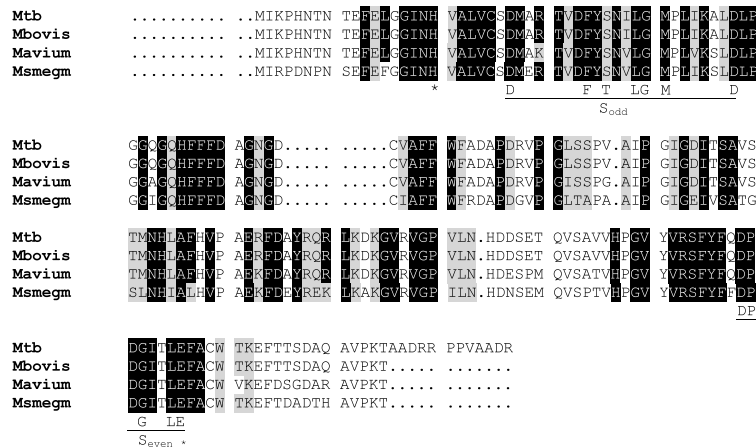 Mtb .......... ...MIKPHNTN TEFELGGINH VALVCSDMAR TVDFYSNILG MPLIKALDLP
Mbovis .......... ...MIKPHNTN TEFELGGINH VALVCSDMAR TVDFYSNILG MPLIKALDLP
Mavium .......... ...MIKPHNTN TEFELGGINH VALVCSDMAK TVDFYSNILG MPLVKSLDLP
Msmegm .......... ...MIRPDNPN SEFEFGGINH VALVCSDMER TVDFYSNVLG MPLIKSLDLP
* D F T LG M D
Sodd
Mtb GGQGQHFFFD AGNGD..... .....CVAFF WFADAPDRVP GLSSPV.AIP GIGDITSAVS
Mbovis GGQGQHFFFD AGNGD..... .....CVAFF WFADAPDRVP GLSSPV.AIP GIGDITSAVS
Mavium GGAGQHFFFD AGNGD..... .....CVAFF WFADAPDRVP GISSPG.AIP GIGDITSAVS
Msmegm GGIGQHFFFD AGNGD..... .....CIAFF WFRDAPDGVP GLTAPA.AIP GIGEIVSATG
Mtb TMNHLAFHVP AERFDAYRQR LKDKGVRVGP VLN.HDDSET QVSAVVHPGV YVRSFYFQDP
Mbovis TMNHLAFHVP AERFDAYRQR LKDKGVRVGP VLN.HDDSET QVSAVVHPGV YVRSFYFQDP
Mavium TMNHLAFHVP AEKFDAYRQR LKDKGVRVGP VLN.HDESPM QVSATVHPGV YVRSFYFQDP
Msmegm SLNHIALHVP AEKFDEYREK LKAKGVRVGP ILN.HDNSEM QVSPTVHPGV YVRSFYFFDP
DP
Mtb DGITLEFACW TKEFTTSDAQ AVPKTAADRR PPVAADR
Mbovis DGITLEFACW TKEFTTSDAQ AVPKT..... .......
Mavium DGITLEFACW VKEFDSGDAR AVPKT..... .......
Msmegm DGITLEFACW TKEFTDADTH AVPKT..... .......
G LE
Seven *